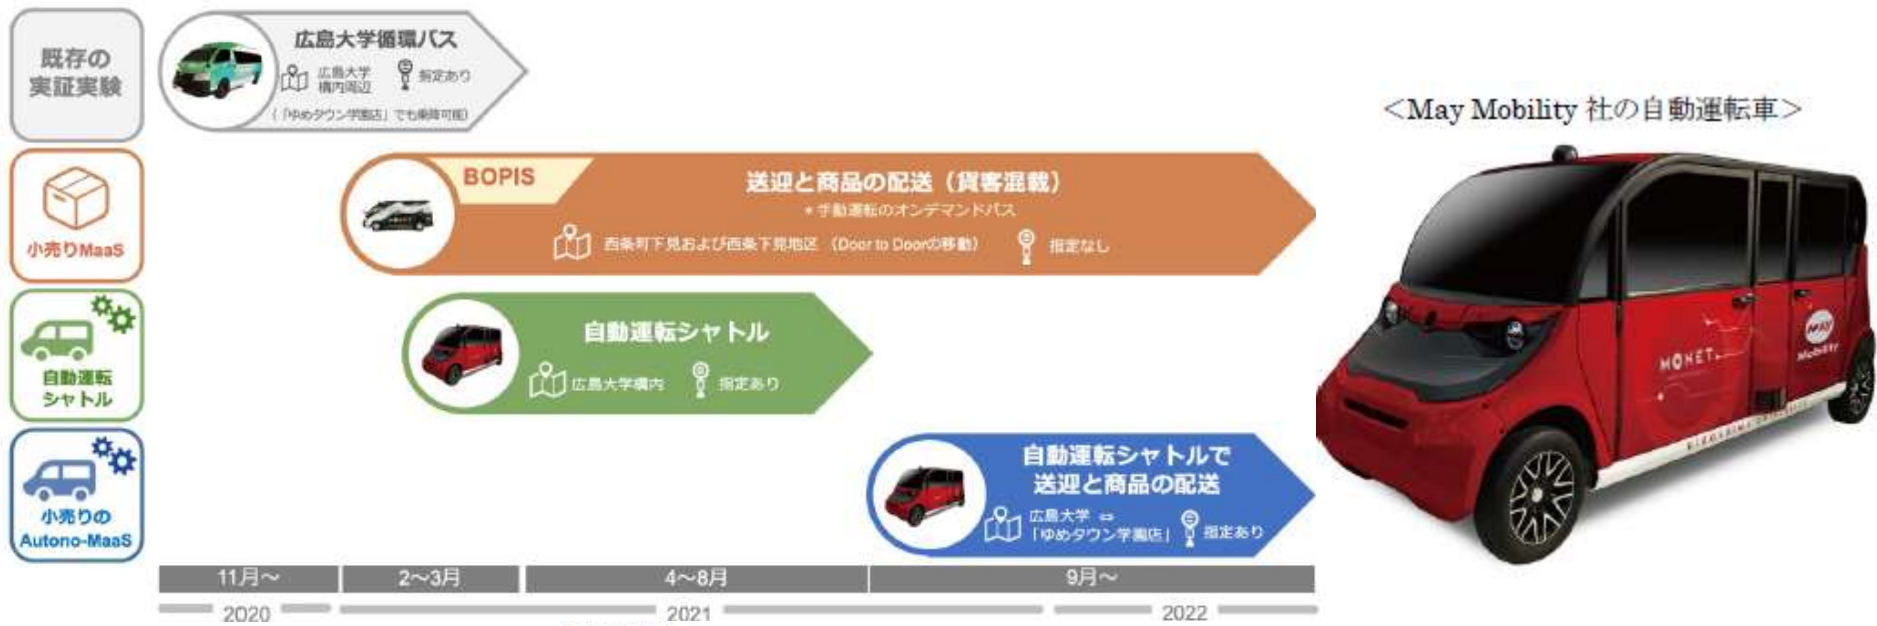 既存の
実証実験
広島大学循環バス
広島大学
構内周辺
指定あり
(「ゆめタウン学園店」でも乗降可能)
小売りMaaS
BOPIS
送迎と商品の配送（貨客混載）
*手動運転のオンデマンドバス
西条町下見および西条下見地区 （Door to Doorの移動）
指定なし
自動運転
シャトル
自動運転シャトル
広島大学構内
指定あり
小売りの
Autono-MaaS
自動運転シャトルで
送迎と商品の配送
広島大学 ⇔
「ゆめタウン学園店」
指定あり
11月～
2～3月
4～8月
9月～
2020
2021
2022
＜May Mobility 社の自動運転車＞
MONET
May
Mobility